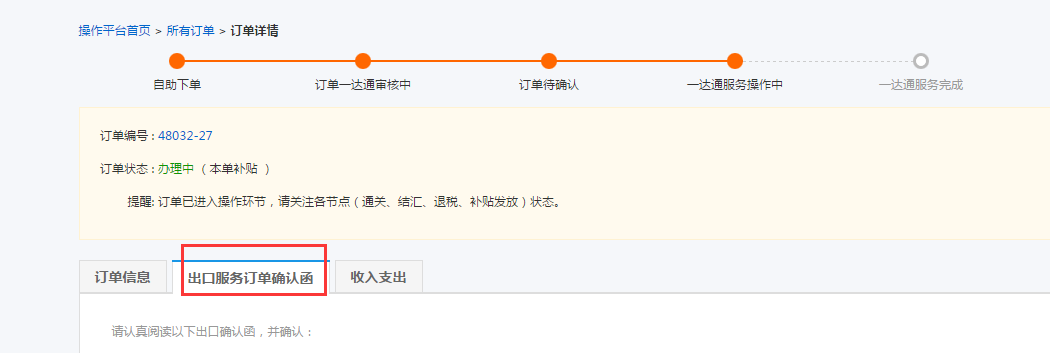 操作平台首页 > 所有订单 > 订单详情
自助下单 订单一达通审核中 订单待确认 一达通服务操作中 一达通服务完成
订单编号 : 48032-27
订单状态 : 办理中 （ 本单补贴 ）
提醒: 订单已进入操作环节，请关注各节点（ 通关、结汇、退税、补贴发放 ）状态。
订单信息 出口服务订单确认函 收入支出
请认真阅读以下出口确认函，并确认：